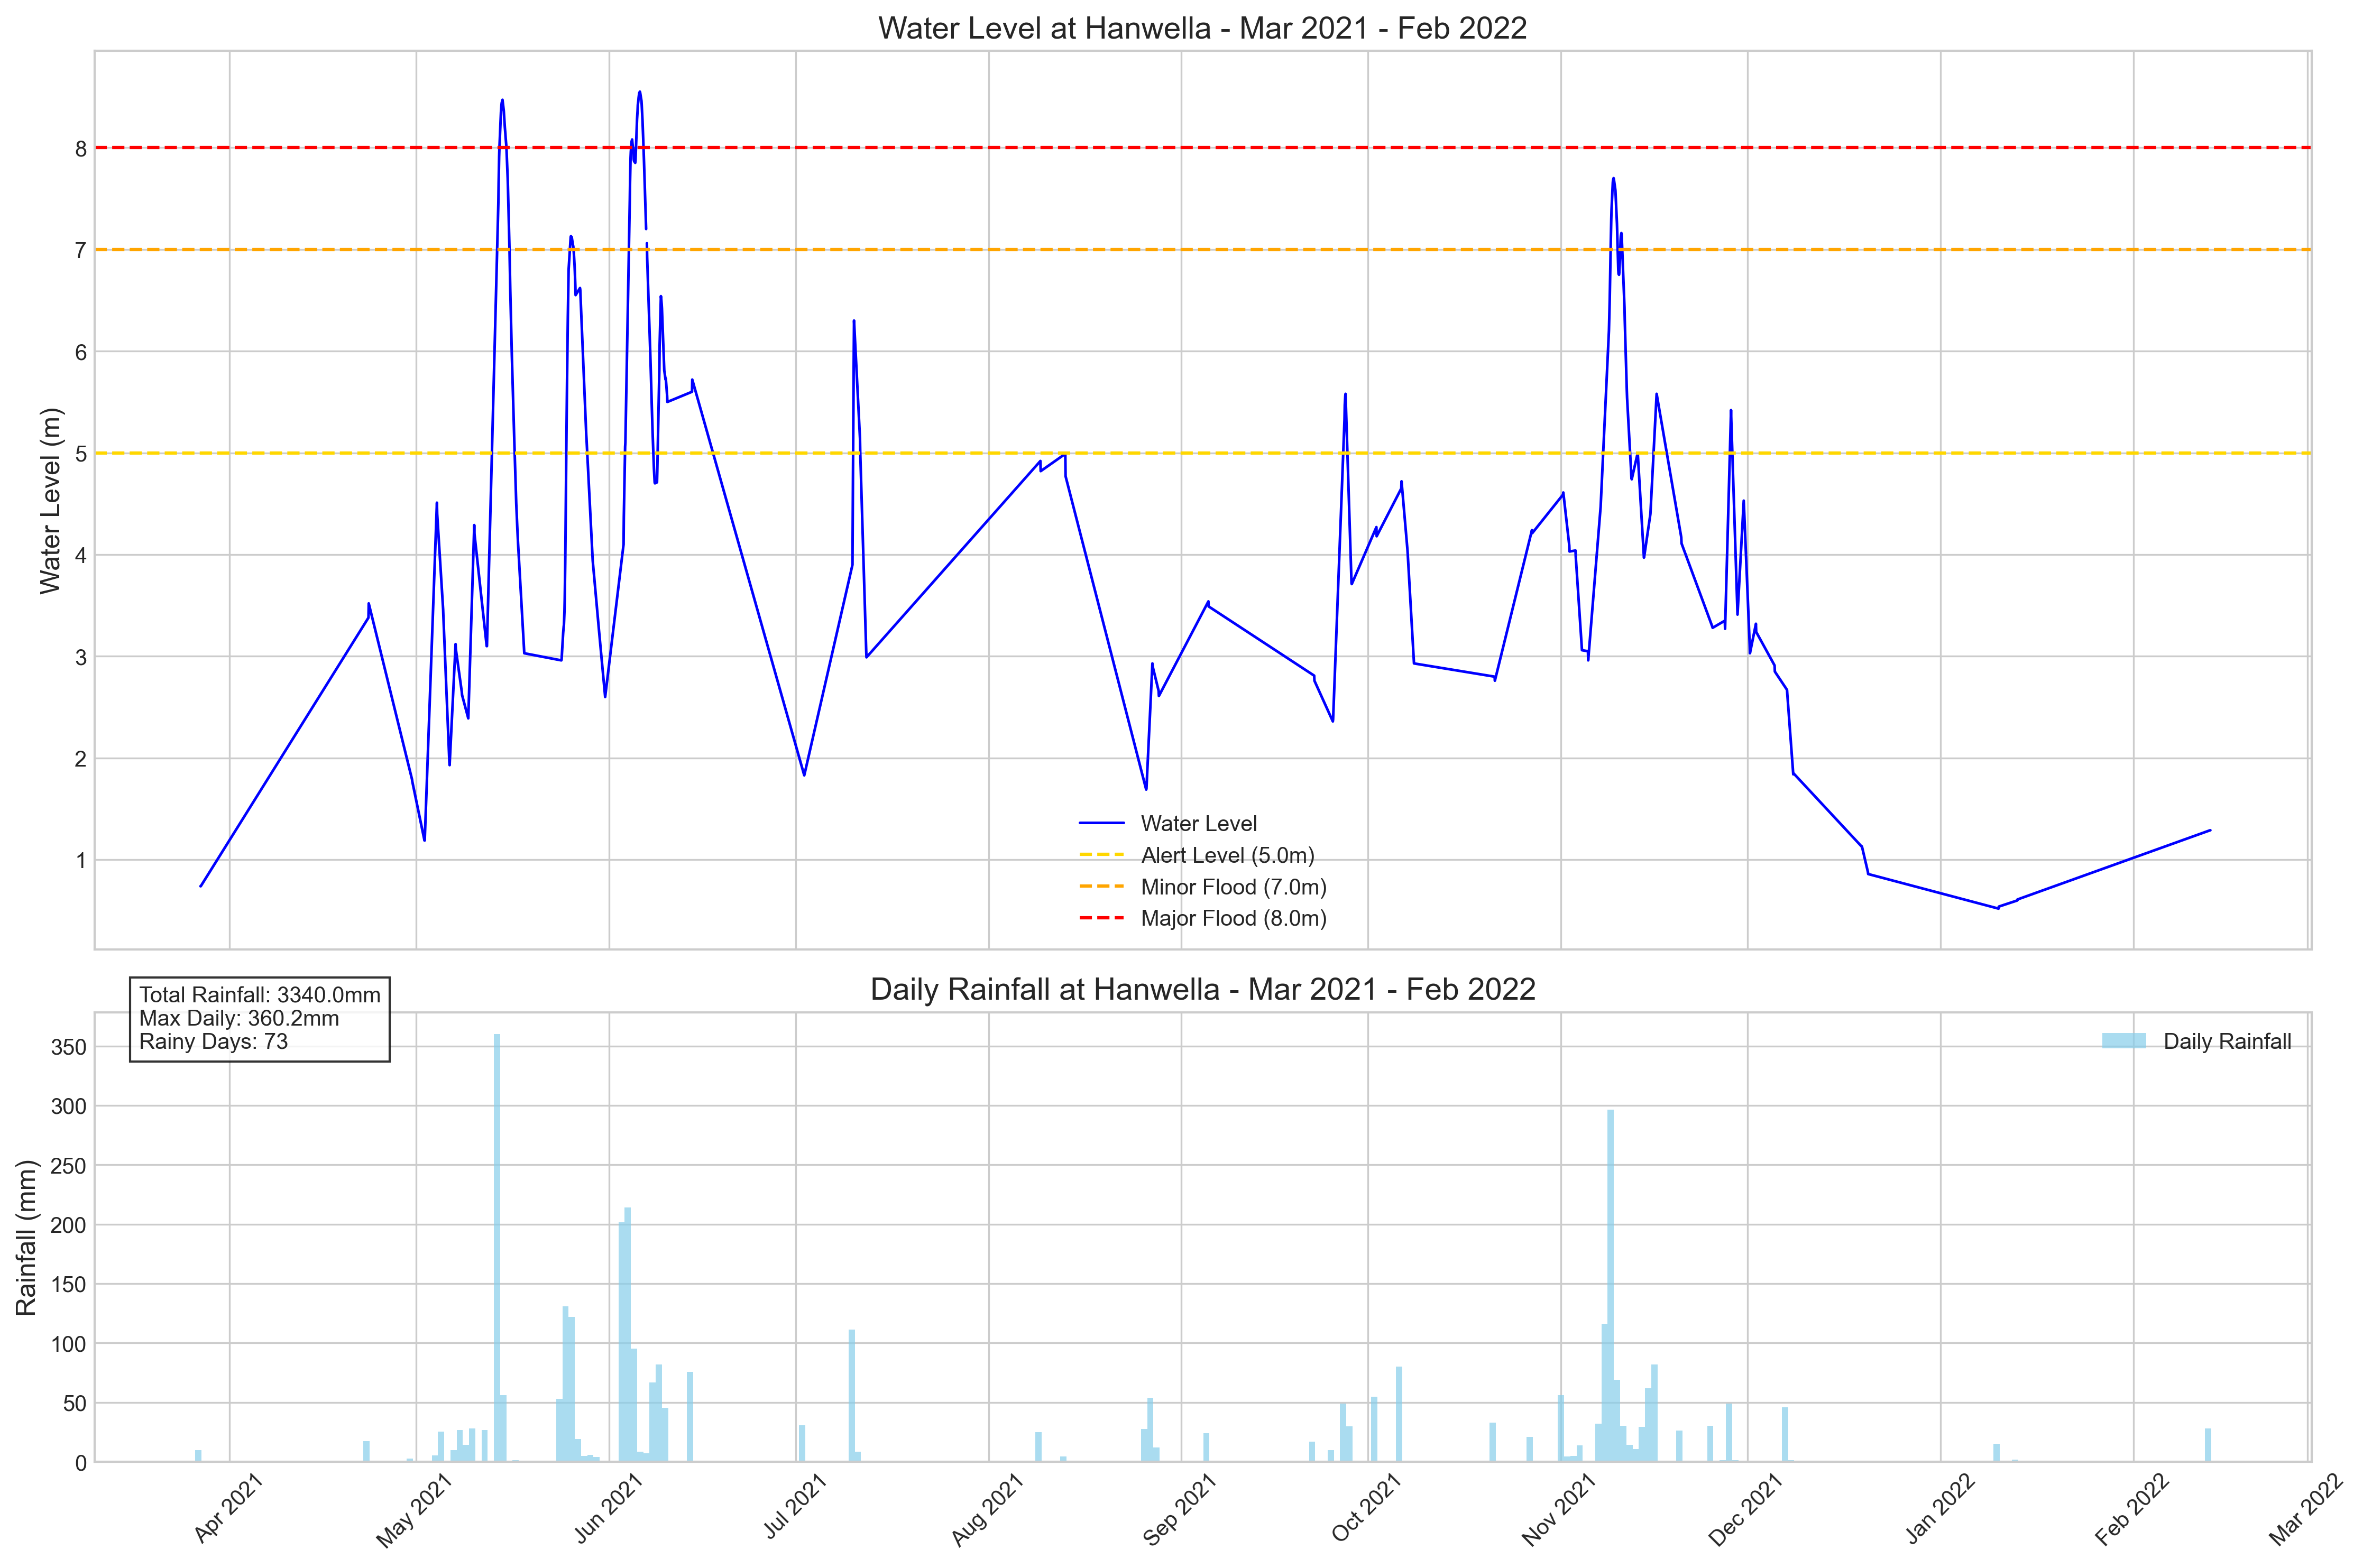 Water Level at Hanwella - Mar 2021 - Feb 2022
Water Level (m)
8
7
6
5
4
3
2
1
Water Level
Alert Level (5.0m)
Minor Flood (7.0m)
Major Flood (8.0m)
Total Rainfall: 3340.0mm
Max Daily: 360.2mm
Rainy Days: 73
Daily Rainfall at Hanwella - Mar 2021 - Feb 2022
Daily Rainfall
Rainfall (mm)
350
300
250
200
150
100
50
0
Apr 2021
May 2021
Jun 2021
Jul 2021
Aug 2021
Sep 2021
Oct 2021
Nov 2021
Dec 2021
Jan 2022
Feb 2022
Mar 2022